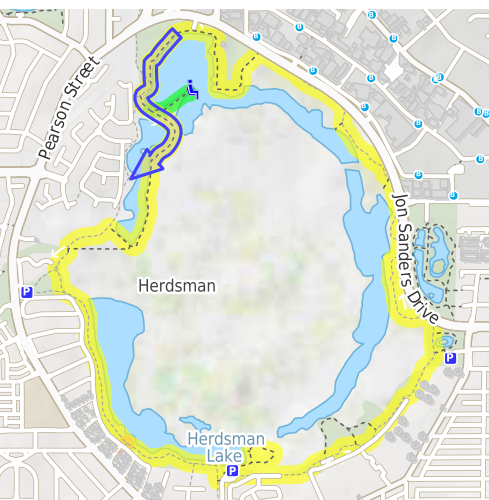 Pearson Street
Jon Sanders Drive
Herdsman
P
P
Herdsman
Lake
P